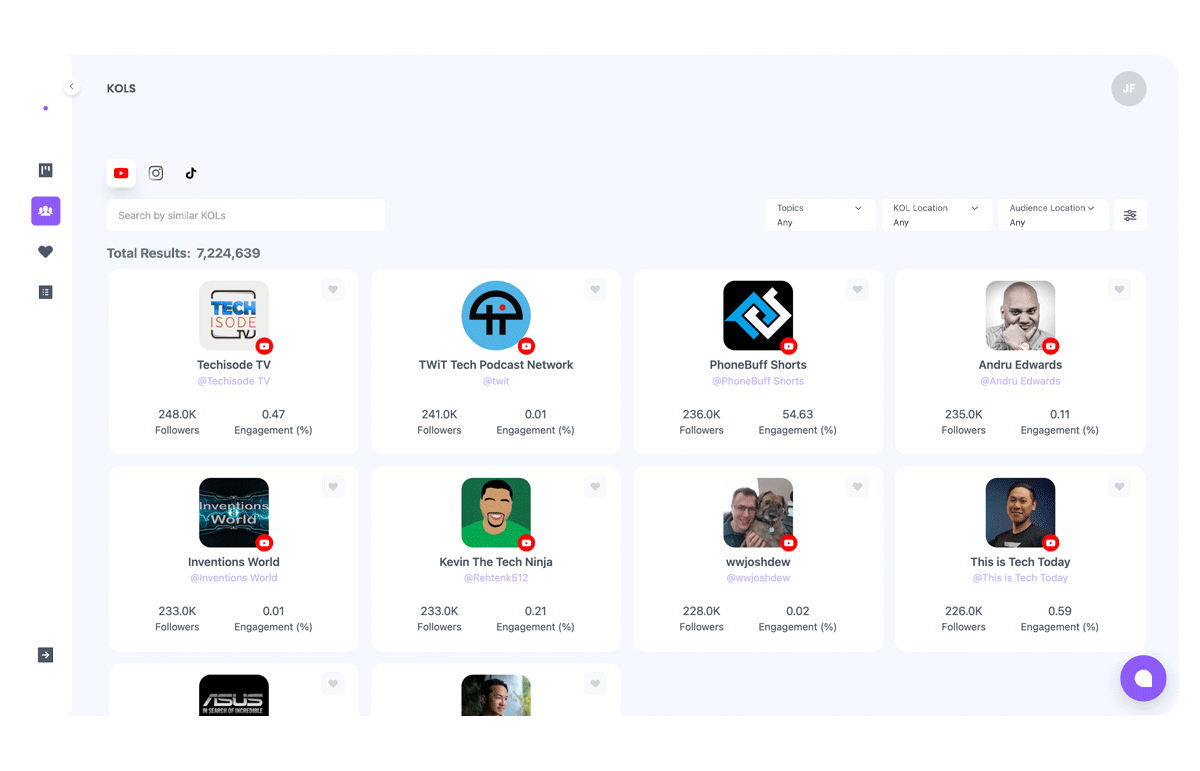 KOLS
JF
Search by similar KOLs
Topics
Any
KOL Location
Any
Audience Location
Any
Total Results: 7,224,639
TECH
ISODE
TV
Techisode TV
@Techisode TV
248.0K
Followers
0.47
Engagement (%)
TWiT Tech Podcast Network
@twit
241.0K
Followers
0.01
Engagement (%)
PhoneBuff Shorts
@PhoneBuff Shorts
236.0K
Followers
54.63
Engagement (%)
Andru Edwards
@Andru Edwards
235.0K
Followers
0.11
Engagement (%)
Inventions
World
Inventions World
@Inventions World
233.0K
Followers
0.01
Engagement (%)
Kevin The Tech Ninja
@Rehtenk512
233.0K
Followers
0.21
Engagement (%)
wwjoshdew
@wwjoshdew
228.0K
Followers
0.02
Engagement (%)
This is Tech Today
@This is Tech Today
226.0K
Followers
0.59
Engagement (%)
ASUS
IN SEARCH OF INCREDIBLE